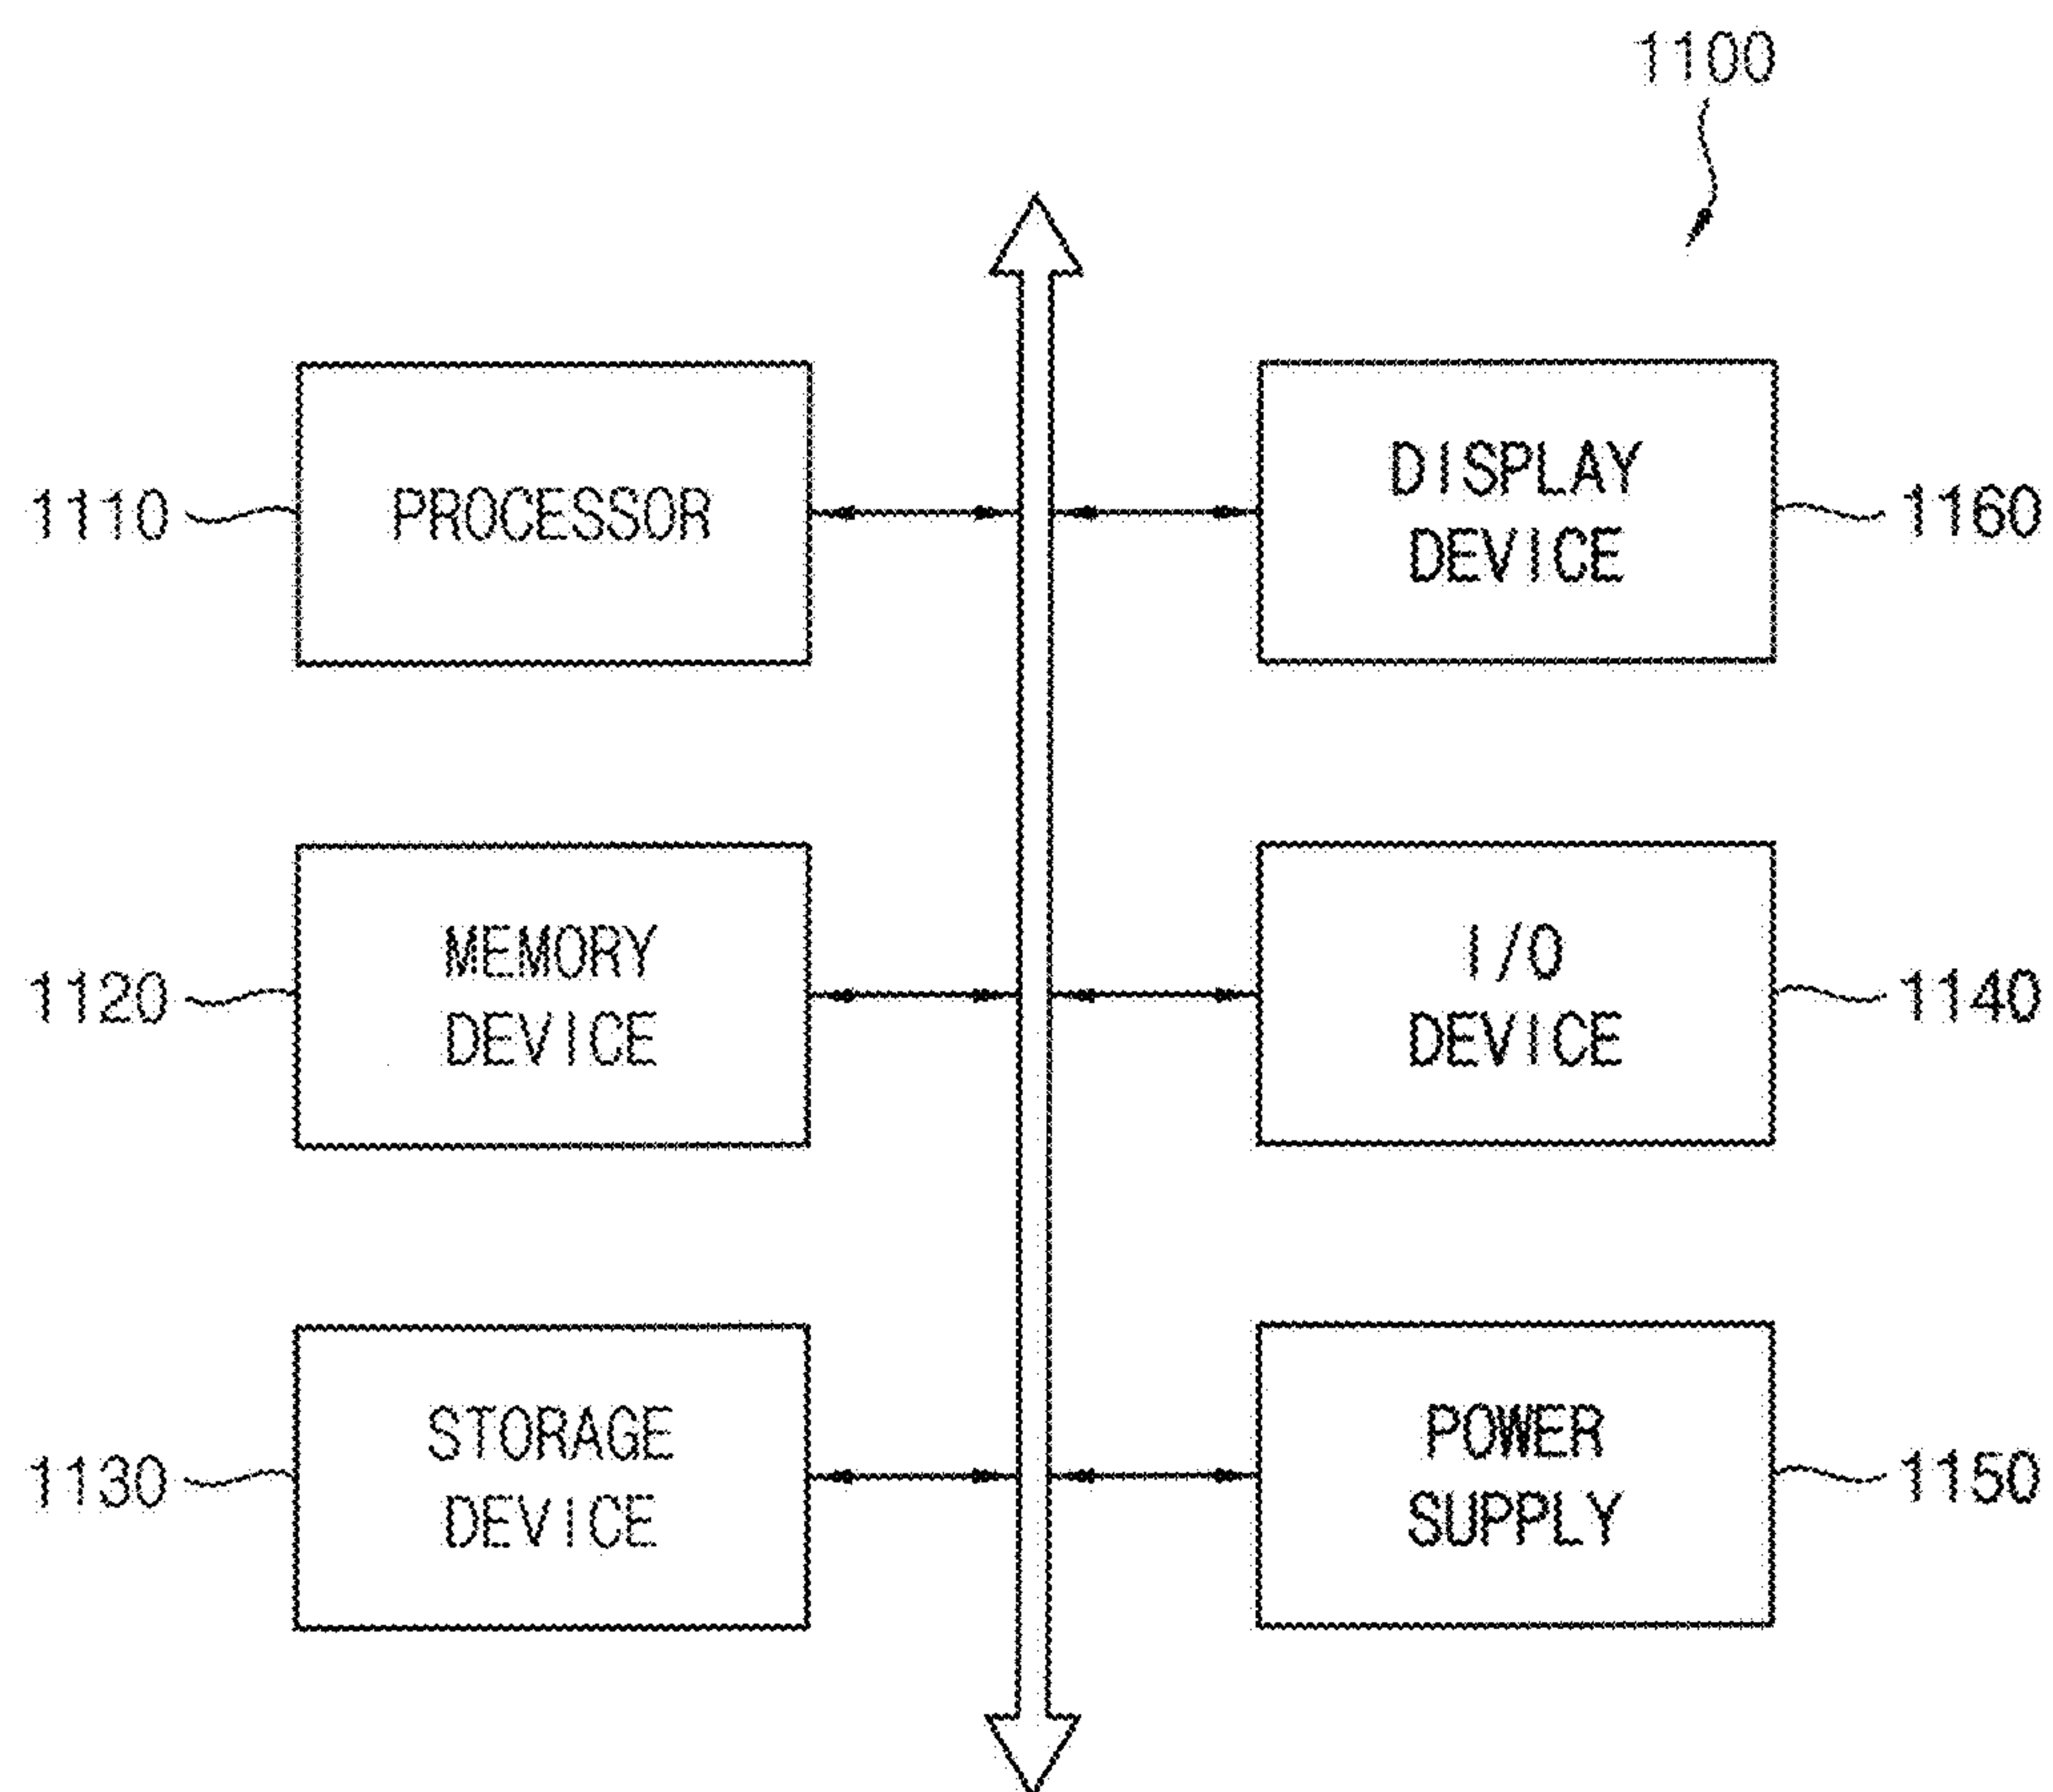 1100
1110
PROCESSOR
DISPLAY
DEVICE
1160
1120
MEMORY
DEVICE
I/O
DEVICE
1140
1130
STORAGE
DEVICE
POWER
SUPPLY
1150